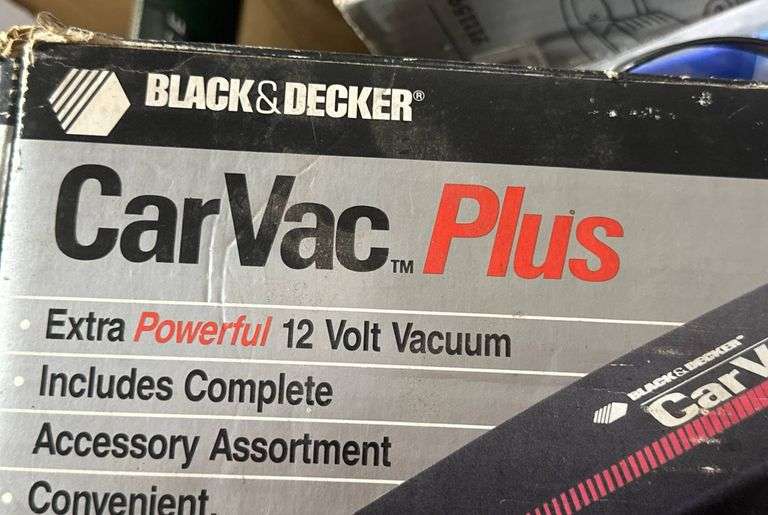 BLACK&DECKER®
CarVac™ Plus
• Extra Powerful 12 Volt Vacuum
• Includes Complete
Accessory Assortment
• Convenient,
BLACK & DECKER®
CarV